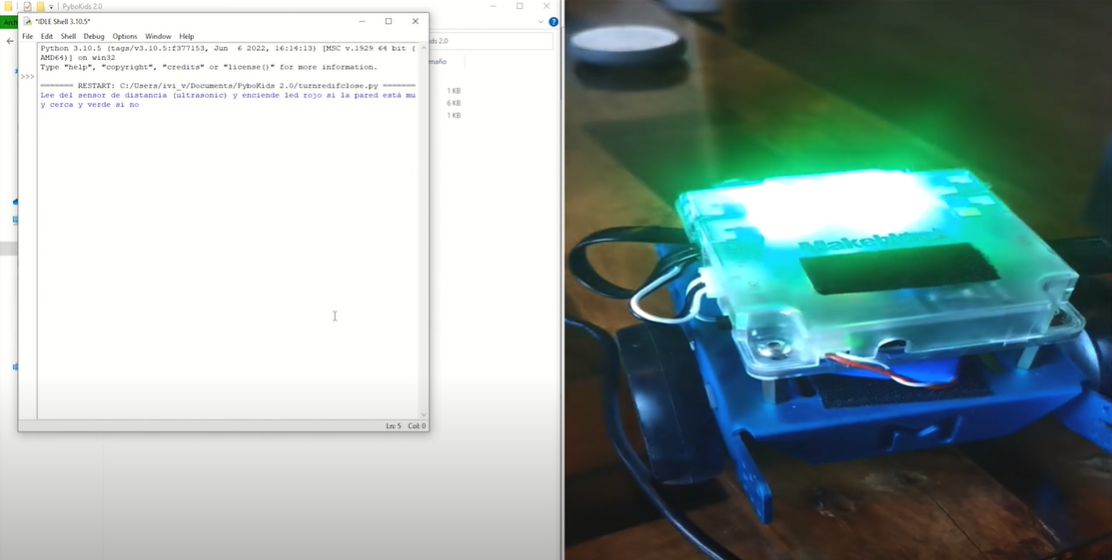 PyboKids 2.0
*IDLE Shell 3.10.5*
File Edit Shell Debug Options Window Help
2.0
Python 3.10.5 (tags/v3.10.5:f377153, Jun  6 2022, 16:14:13) [MSC v.1929 64 bit (
AMD64)] on win32
Type "help", "copyright", "credits" or "license()" for more information.
>>>
======= RESTART: C:/Users/ivi_v/Documents/PyboKids 2.0/turnredifclose.py =======
Lee del sensor de distancia (ultrasonic) y enciende led rojo si la pared está mu
y cerca y verde si no
1 KB
6 KB
1 KB
Ln: 5 Col: 0